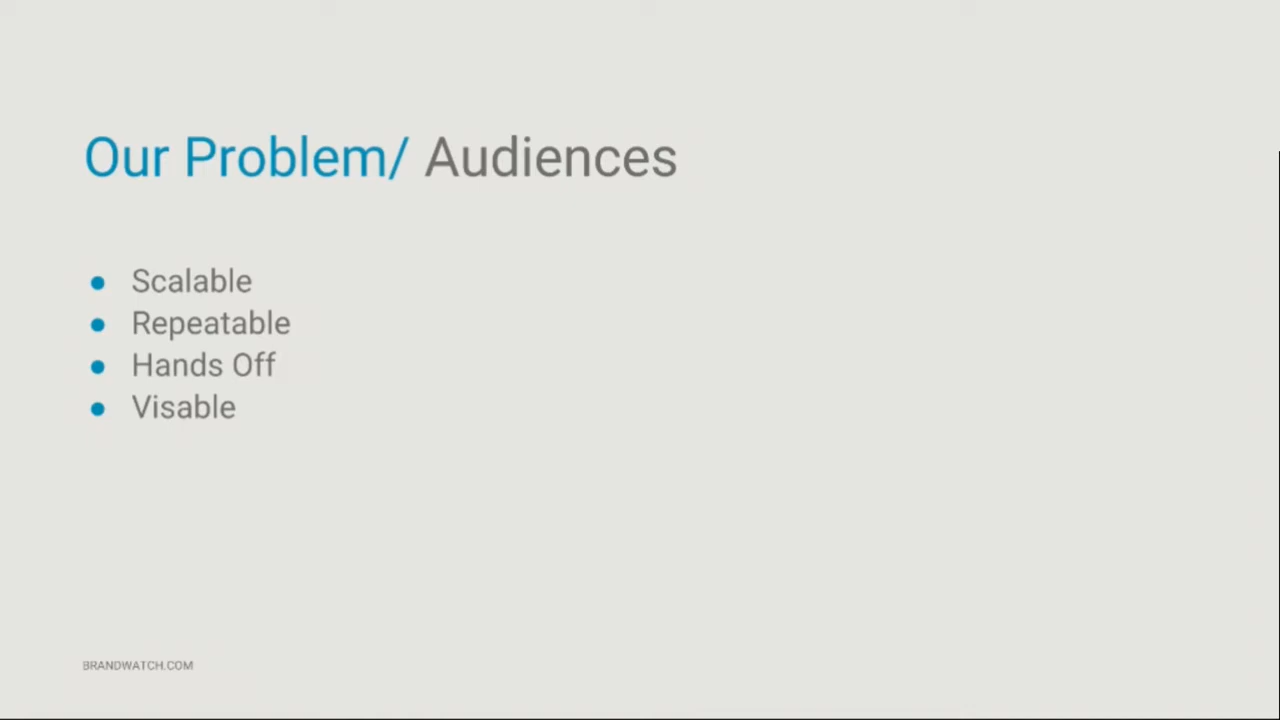 Our Problem/ Audiences
● Scalable
● Repeatable
● Hands Off
● Visable
BRANDWATCH.COM